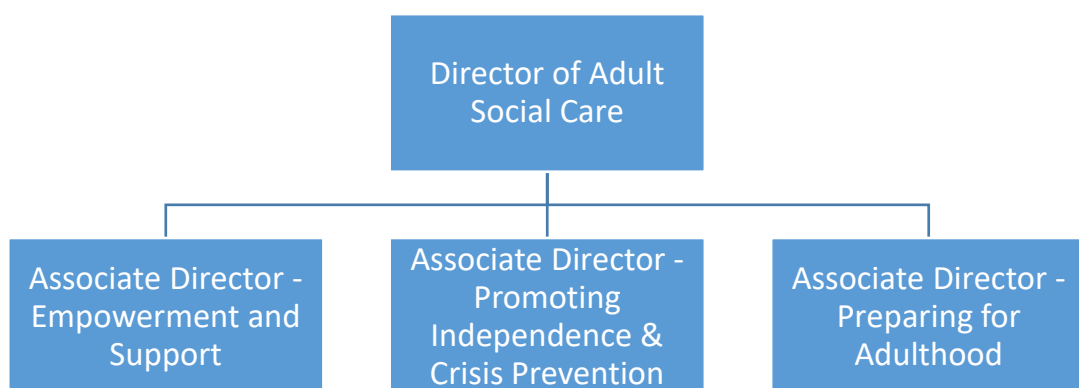 Director of Adult
Social Care
Associate Director -
Empowerment and
Support
Associate Director -
Promoting
Independence &
Crisis Prevention
Associate Director -
Preparing for
Adulthood